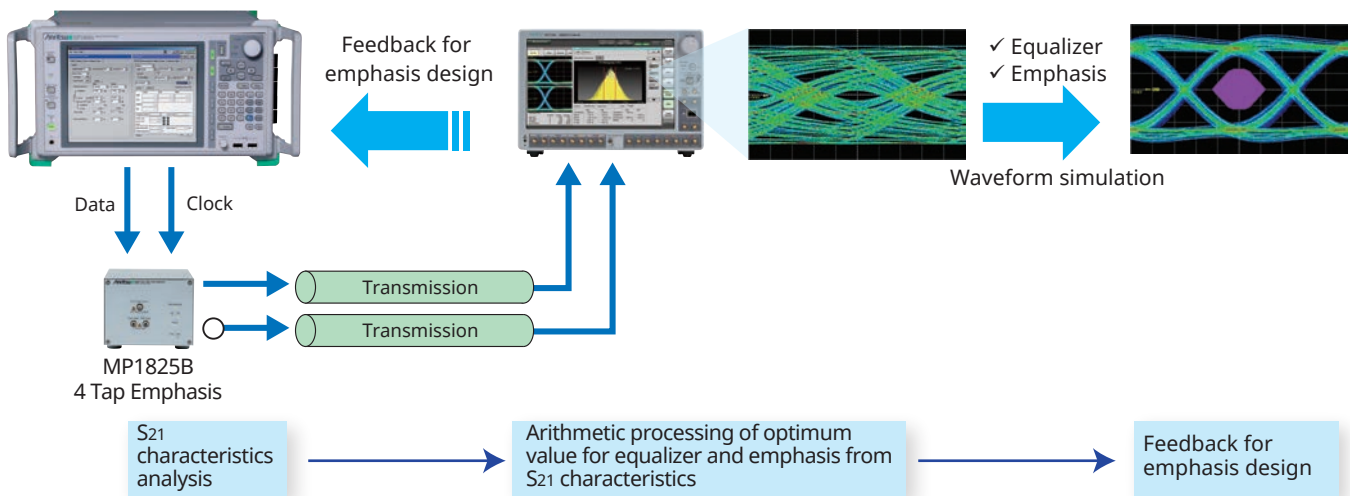 Anritsu
Feedback for
emphasis design
✓ Equalizer
✓ Emphasis
Waveform simulation
Data
Clock
Transmission
Transmission
MP1825B
4 Tap Emphasis
S21
characteristics
analysis
Arithmetic processing of optimum
value for equalizer and emphasis from
S21 characteristics
Feedback for
emphasis design